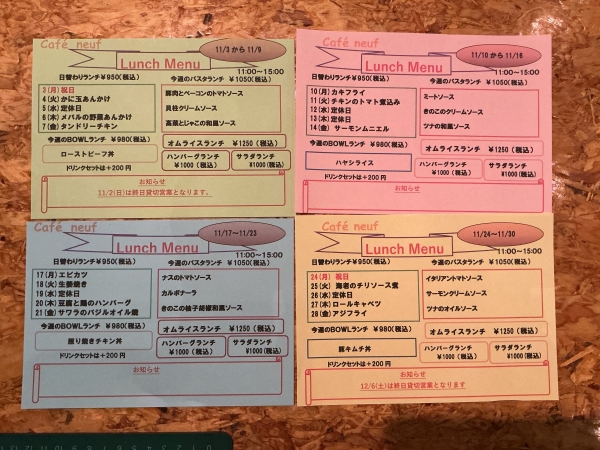 Café neuf
Lunch Menu
11/3 から 11/9
11:00〜15:00
日替わりランチ ¥950(税込)
3 (月) 祝日
4 (火) かに玉あんかけ
5 (水) 定休日
6 (木) メバルの野菜あんかけ
7 (金) タンドリーチキン
今週のパスタランチ ¥1050(税込)
豚肉とベーコンのトマトソース
貝柱クリームソース
高菜とじゃこの和風ソース
今週のBOWLランチ ¥980(税込)
ローストビーフ丼
ドリンクセットは+200円
オムライスランチ ¥1250 (税込)
ハンバーグランチ
¥1000 (税込)
サラダランチ
¥1000(税込)
お知らせ
11/2(日)は終日貸切営業となります。
Café neuf
Lunch Menu
11/10 から 11/16
11:00〜15:00
日替わりランチ¥950(税込)
10(月) カキフライ
11(火) チキンのトマト煮込み
12(水) 定休日
13(木) 定休日
14(金) サーモンムニエル
今週のパスタランチ ¥1050(税込)
ミートソース
きのこのクリームソース
ツナの和風ソース
今週のBOWLランチ ¥980(税込)
ハヤシライス
ドリンクセットは+200円
オムライスランチ ¥1250(税込)
ハンバーグランチ
¥1000 (税込)
サラダランチ
¥1000(税込)
お知らせ
Café neuf
Lunch Menu
11/17〜11/23
11:00〜15:00
日替わりランチ¥950(税込)
17(月) エビカツ
18(火) 生姜焼き
19(水) 定休日
20(木) 豆腐と鶏のハンバーグ
21(金) サワラのバジルオイル焼
今週のパスタランチ ¥1050(税込)
ナスのトマトソース
カルボナーラ
きのこの柚子胡椒和風ソース
今週のBOWLランチ ¥980(税込)
照り焼きチキン丼
ドリンクセットは+200円
オムライスランチ ¥1250(税込)
ハンバーグランチ
¥1000 (税込)
サラダランチ
¥1000(税込)
お知らせ
Café neuf
Lunch Menu
11/24〜11/30
11:00〜15:00
日替わりランチ¥950(税込)
24(月) 祝日
25(火) 海老のチリソース煮
26(水) 定休日
27(木) ロールキャベツ
28(金) アジフライ
今週のパスタランチ ¥1050(税込)
イタリアントマトソース
サーモンクリームソース
ツナのオイルソース
今週のBOWLランチ ¥980(税込)
豚キムチ丼
ドリンクセットは+200円
オムライスランチ ¥1250(税込)
ハンバーグランチ
¥1000 (税込)
サラダランチ
¥1000(税込)
お知らせ
12/6(土)は終日貸切営業となります